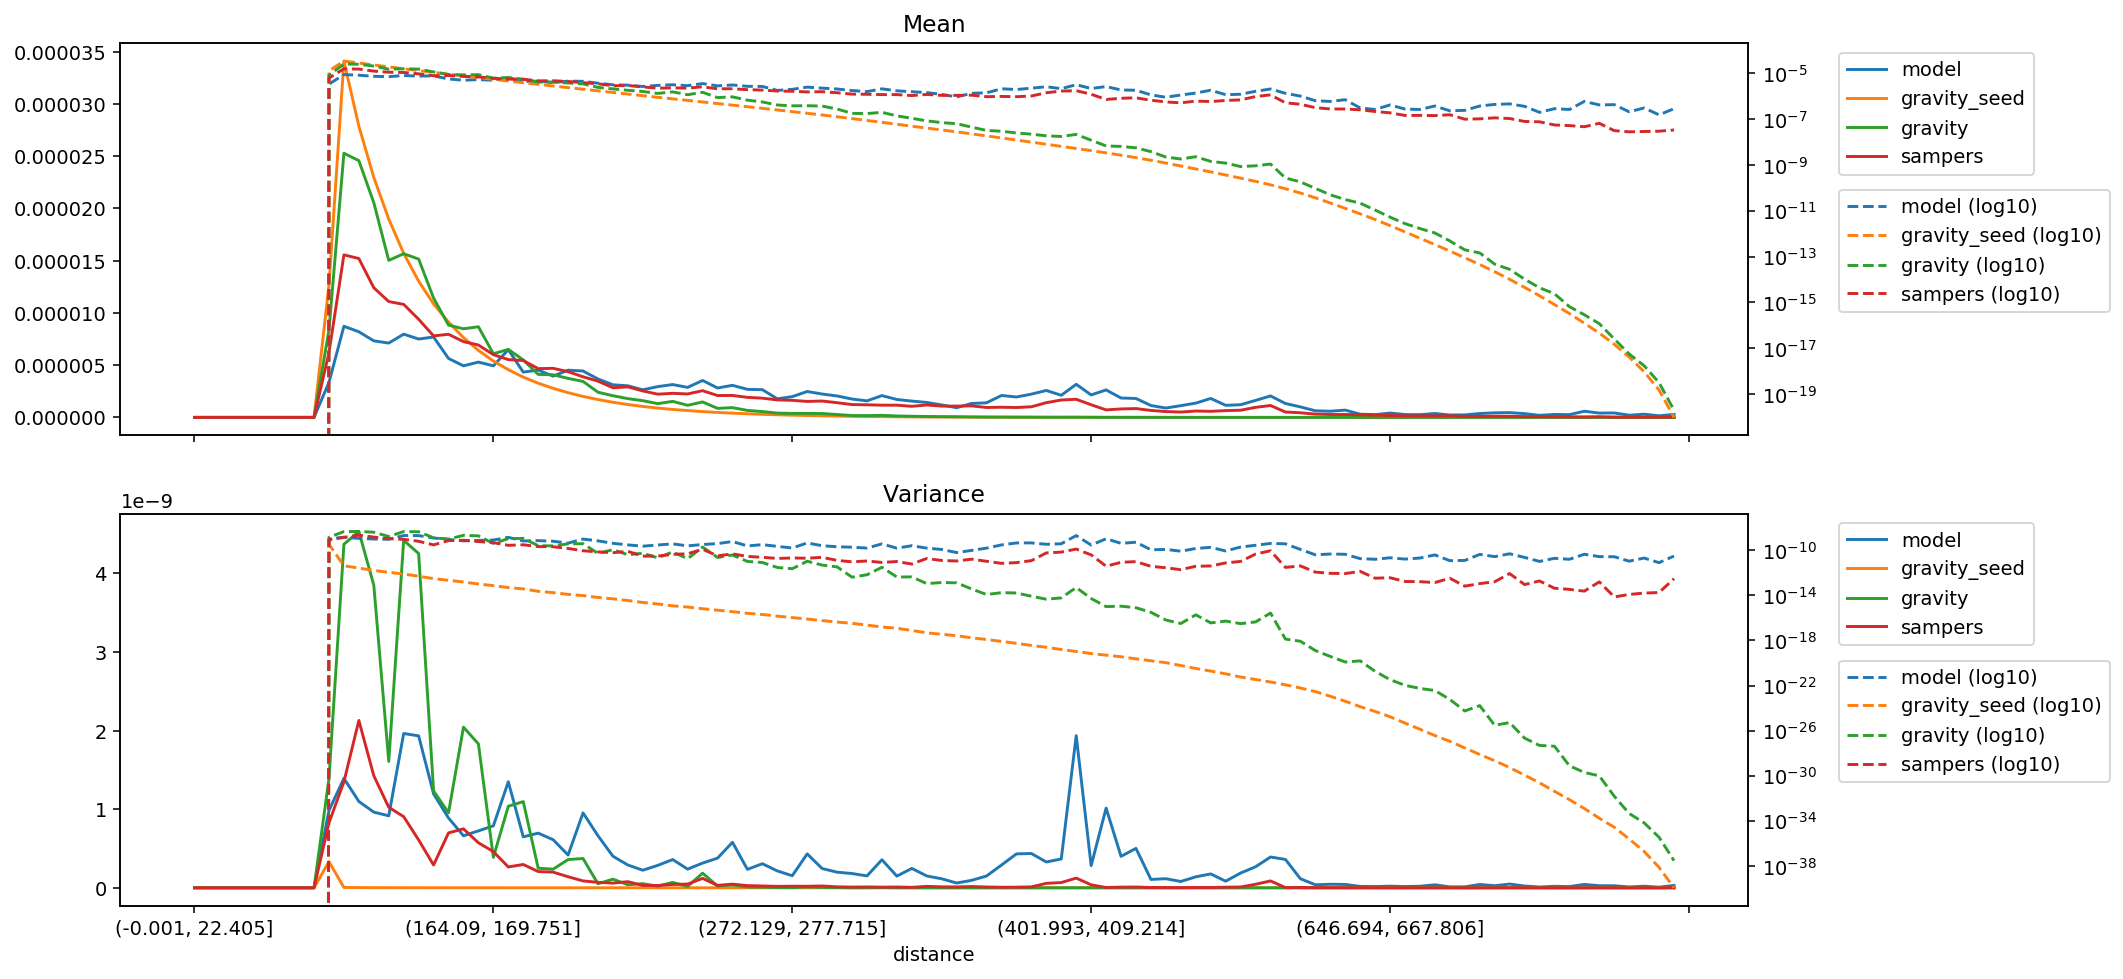 Mean
0.000035
0.000030
0.000025
0.000020
0.000015
0.000010
0.000005
0.000000
10⁻⁵
10⁻⁷
10⁻⁹
10⁻¹¹
10⁻¹³
10⁻¹⁵
10⁻¹⁷
10⁻¹⁹
model
gravity_seed
gravity
sampers
model (log10)
gravity_seed (log10)
gravity (log10)
sampers (log10)
Variance
1e−9
4
3
2
1
0
10⁻¹⁰
10⁻¹⁴
10⁻¹⁸
10⁻²²
10⁻²⁶
10⁻³⁰
10⁻³⁴
10⁻³⁸
model
gravity_seed
gravity
sampers
model (log10)
gravity_seed (log10)
gravity (log10)
sampers (log10)
(-0.001, 22.405] (164.09, 169.751] (272.129, 277.715] (401.993, 409.214] (646.694, 667.806]
distance